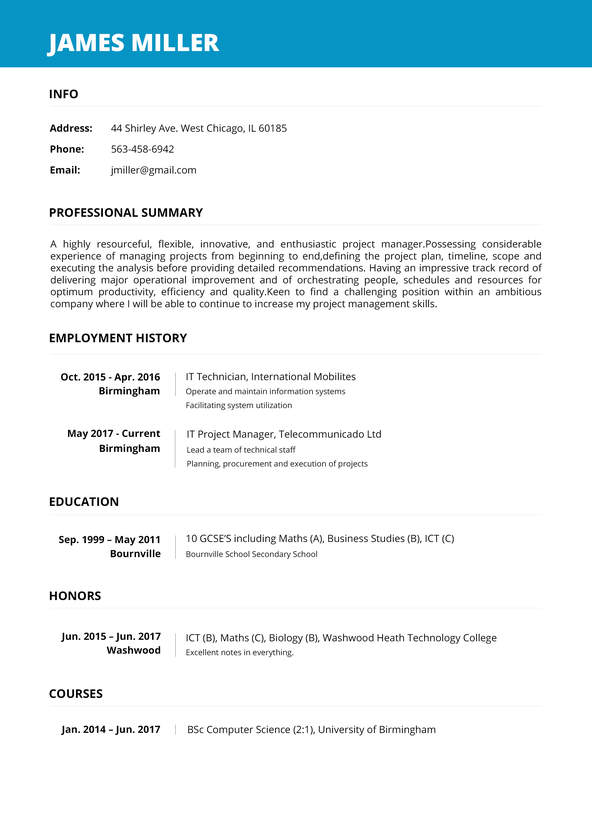 JAMES MILLER
INFO
Address: 44 Shirley Ave. West Chicago, IL 60185
Phone: 563-458-6942
Email: jmiller@gmail.com
PROFESSIONAL SUMMARY
A highly resourceful, flexible, innovative, and enthusiastic project manager.Possessing considerable
experience of managing projects from beginning to end,defining the project plan, timeline, scope and
executing the analysis before providing detailed recommendations. Having an impressive track record of
delivering major operational improvement and of orchestrating people, schedules and resources for
optimum productivity, efficiency and quality.Keen to find a challenging position within an ambitious
company where I will be able to continue to increase my project management skills.
EMPLOYMENT HISTORY
Oct. 2015 - Apr. 2016 IT Technician, International Mobilites
Birmingham Operate and maintain information systems
Facilitating system utilization
May 2017 - Current IT Project Manager, Telecommunicado Ltd
Birmingham Lead a team of technical staff
Planning, procurement and execution of projects
EDUCATION
Sep. 1999 – May 2011 10 GCSE'S including Maths (A), Business Studies (B), ICT (C)
Bournville Bournville School Secondary School
HONORS
Jun. 2015 – Jun. 2017 ICT (B), Maths (C), Biology (B), Washwood Heath Technology College
Washwood Excellent notes in everything.
COURSES
Jan. 2014 – Jun. 2017 BSc Computer Science (2:1), University of Birmingham